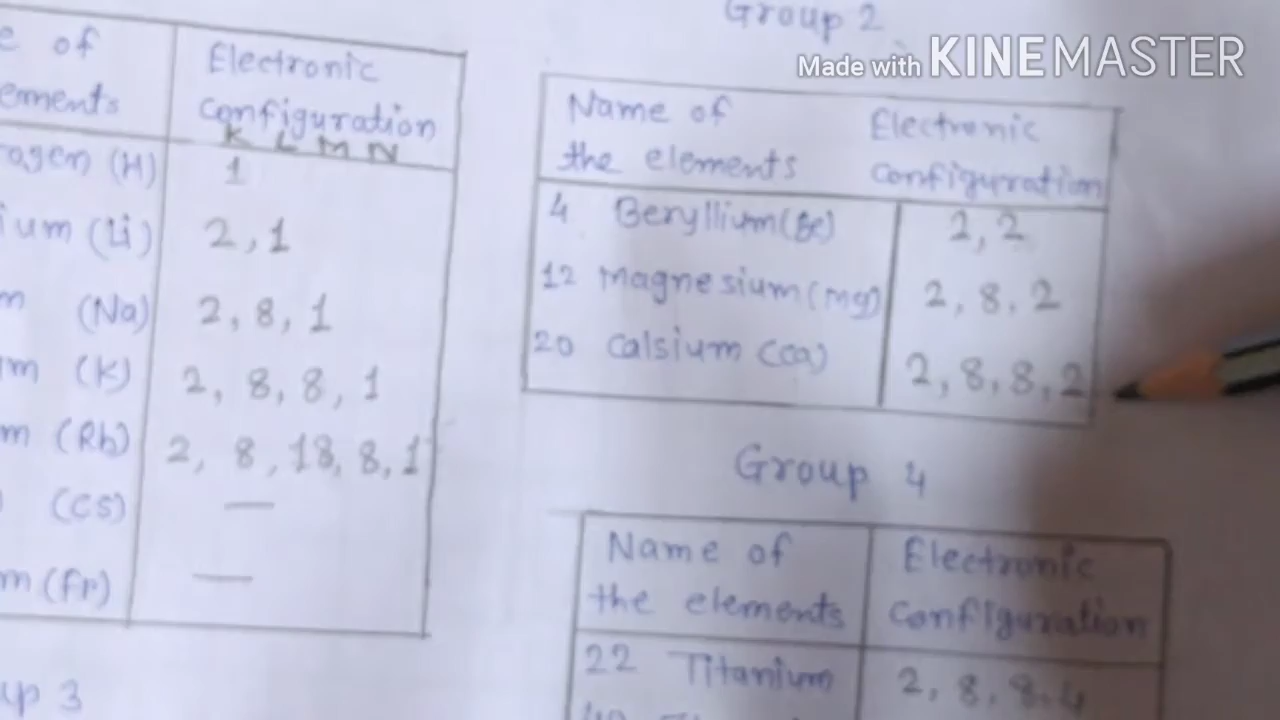 e of
ements
Electronic
Configuration
K L M N
rogen (H) 1
ium (Li) 2, 1
m (Na) 2, 8, 1
um (K) 2, 8, 8, 1
m (Rb) 2, 8, 18, 8, 1
(Cs) —
m (Fr) —
up 3
Group 2
Made with KINEMASTER
Name of
the elements
Electronic
Configuration
4 Beryllium (Be) 2, 2
12 Magnesium (Mg) 2, 8, 2
20 Calsium (Ca) 2, 8, 8, 2
Group 4
Name of
the elements
Electronic
Configuration
22 Titanium 2, 8, 8, 4